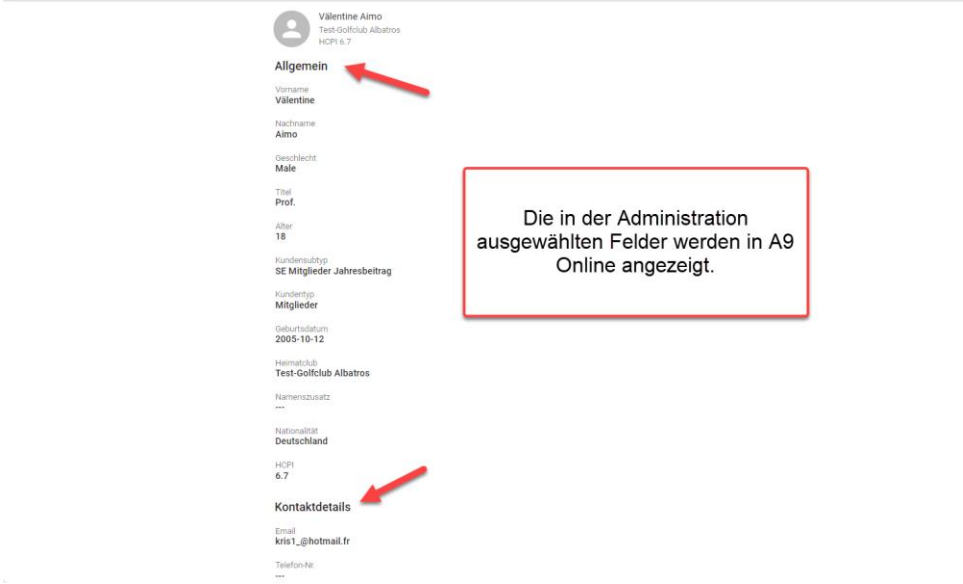 Välentine Aimo
Test-Golfclub Albatros
HCPI 6.7
Allgemein
Vorname
Välentine
Nachname
Aimo
Geschlecht
Male
Titel
Prof.
Alter
18
Kundensubtyp
SE Mitglieder Jahresbeitrag
Kundentyp
Mitglieder
Geburtsdatum
2005-10-12
Heimatclub
Test-Golfclub Albatros
Namenszusatz
---
Nationalität
Deutschland
HCPI
6.7
Kontaktdetails
Email
kris1_@hotmail.fr
Telefon-Nr.
---
Die in der Administration
ausgewählten Felder werden in A9
Online angezeigt.